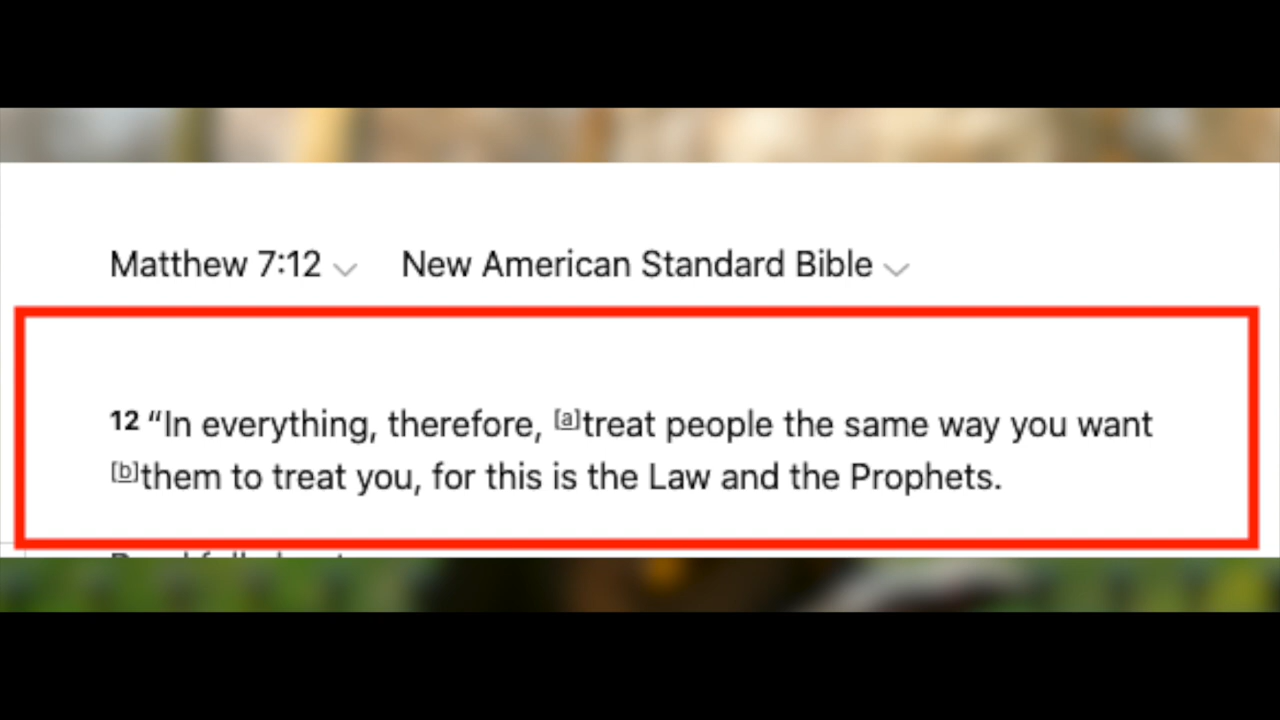 Matthew 7:12 New American Standard Bible
12 “In everything, therefore, [a]treat people the same way you want
[b]them to treat you, for this is the Law and the Prophets.